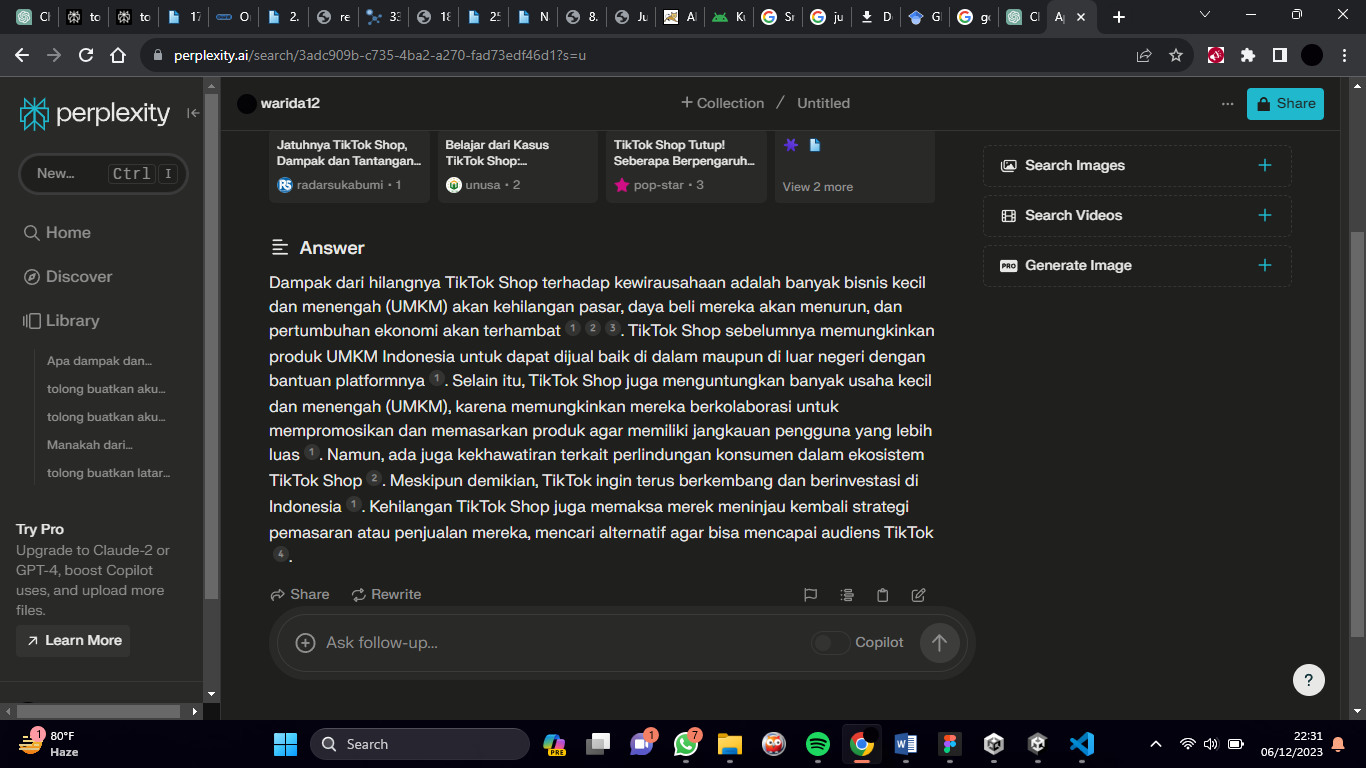 Cl
to
to
17
O
2.
re
33
18
25
N
8.
Ju
Al
Ku
Sr
ju
D
Gl
go
Cl
A
perplexity.ai/search/3adc909b-c735-4ba2-a270-fad73edf46d1?s=u
perplexity
New... Ctrl I
Home
Discover
Library
Apa dampak dan...
tolong buatkan aku...
tolong buatkan aku...
Manakah dari...
tolong buatkan latar...
Try Pro
Upgrade to Claude-2 or
GPT-4, boost Copilot
uses, and upload more
files.
Learn More
warida12
Collection / Untitled
Share
Jatuhnya TikTok Shop,
Dampak dan Tantangan...
RS radarsukabumi · 1
Belajar dari Kasus
TikTok Shop:...
unusa · 2
TikTok Shop Tutup!
Seberapa Berpengaruh...
pop-star · 3
View 2 more
Answer
Dampak dari hilangnya TikTok Shop terhadap kewirausahaan adalah banyak bisnis kecil
dan menengah (UMKM) akan kehilangan pasar, daya beli mereka akan menurun, dan
pertumbuhan ekonomi akan terhambat 1 2 3. TikTok Shop sebelumnya memungkinkan
produk UMKM Indonesia untuk dapat dijual baik di dalam maupun di luar negeri dengan
bantuan platformnya 1. Selain itu, TikTok Shop juga menguntungkan banyak usaha kecil
dan menengah (UMKM), karena memungkinkan mereka berkolaborasi untuk
mempromosikan dan memasarkan produk agar memiliki jangkauan pengguna yang lebih
luas 1. Namun, ada juga kekhawatiran terkait perlindungan konsumen dalam ekosistem
TikTok Shop 2. Meskipun demikian, TikTok ingin terus berkembang dan berinvestasi di
Indonesia 1. Kehilangan TikTok Shop juga memaksa merek meninjau kembali strategi
pemasaran atau penjualan mereka, mencari alternatif agar bisa mencapai audiens TikTok
4.
Share Rewrite
Ask follow-up... Copilot
Search Images
Search Videos
PRO Generate Image
?
1
80°F
Haze
Search
PRE
1
7
22:31
06/12/2023